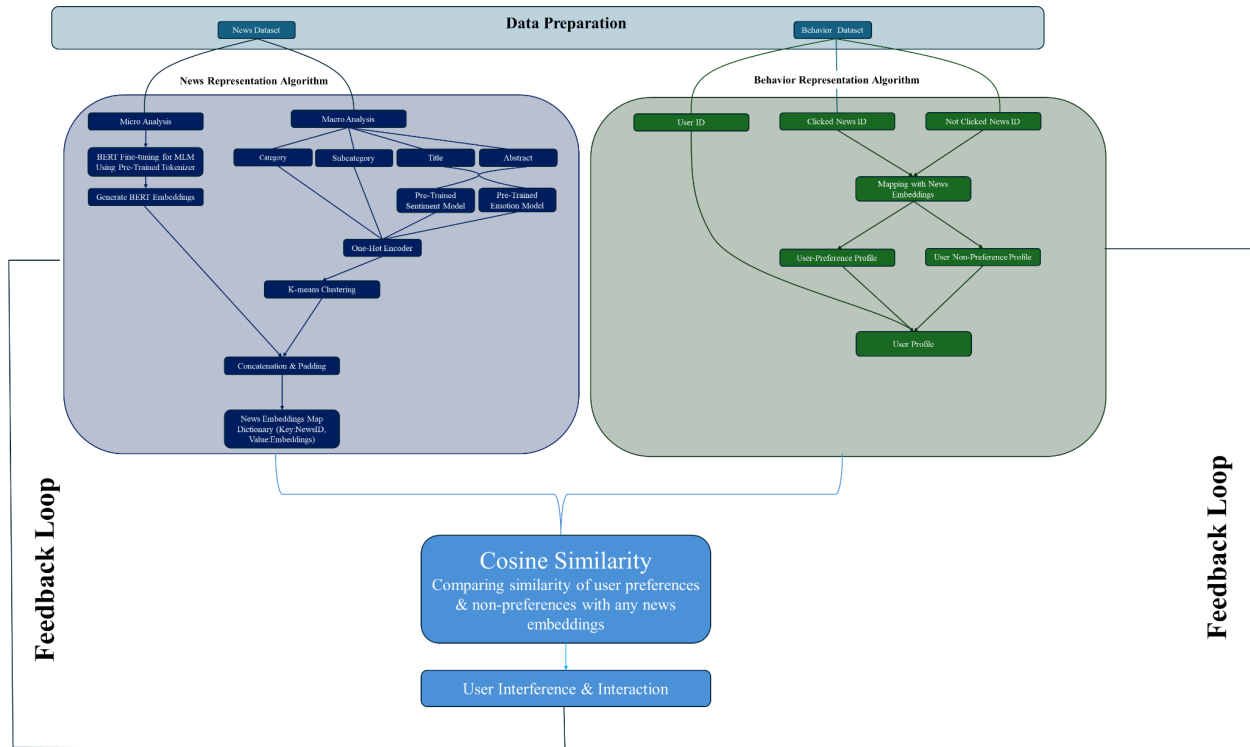 Data Preparation
News Dataset
Behavior Dataset
News Representation Algorithm
Behavior Representation Algorithm
Micro Analysis
Macro Analysis
BERT Fine-tuning for MLM
Using Pre-Trained Tokenizer
Category
Subcategory
Title
Abstract
Generate BERT Embeddings
Pre-Trained
Sentiment Model
Pre-Trained
Emotion Model
One-Hot Encoder
K-means Clustering
Concatenation & Padding
News Embeddings Map
Dictionary (Key:NewsID,
Value:Embeddings)
User ID
Clicked News ID
Not Clicked News ID
Mapping with News
Embeddings
User-Preference Profile
User Non-Preference Profile
User Profile
Feedback Loop
Cosine Similarity
Comparing similarity of user preferences
& non-preferences with any news
embeddings
User Interference & Interaction
Feedback Loop